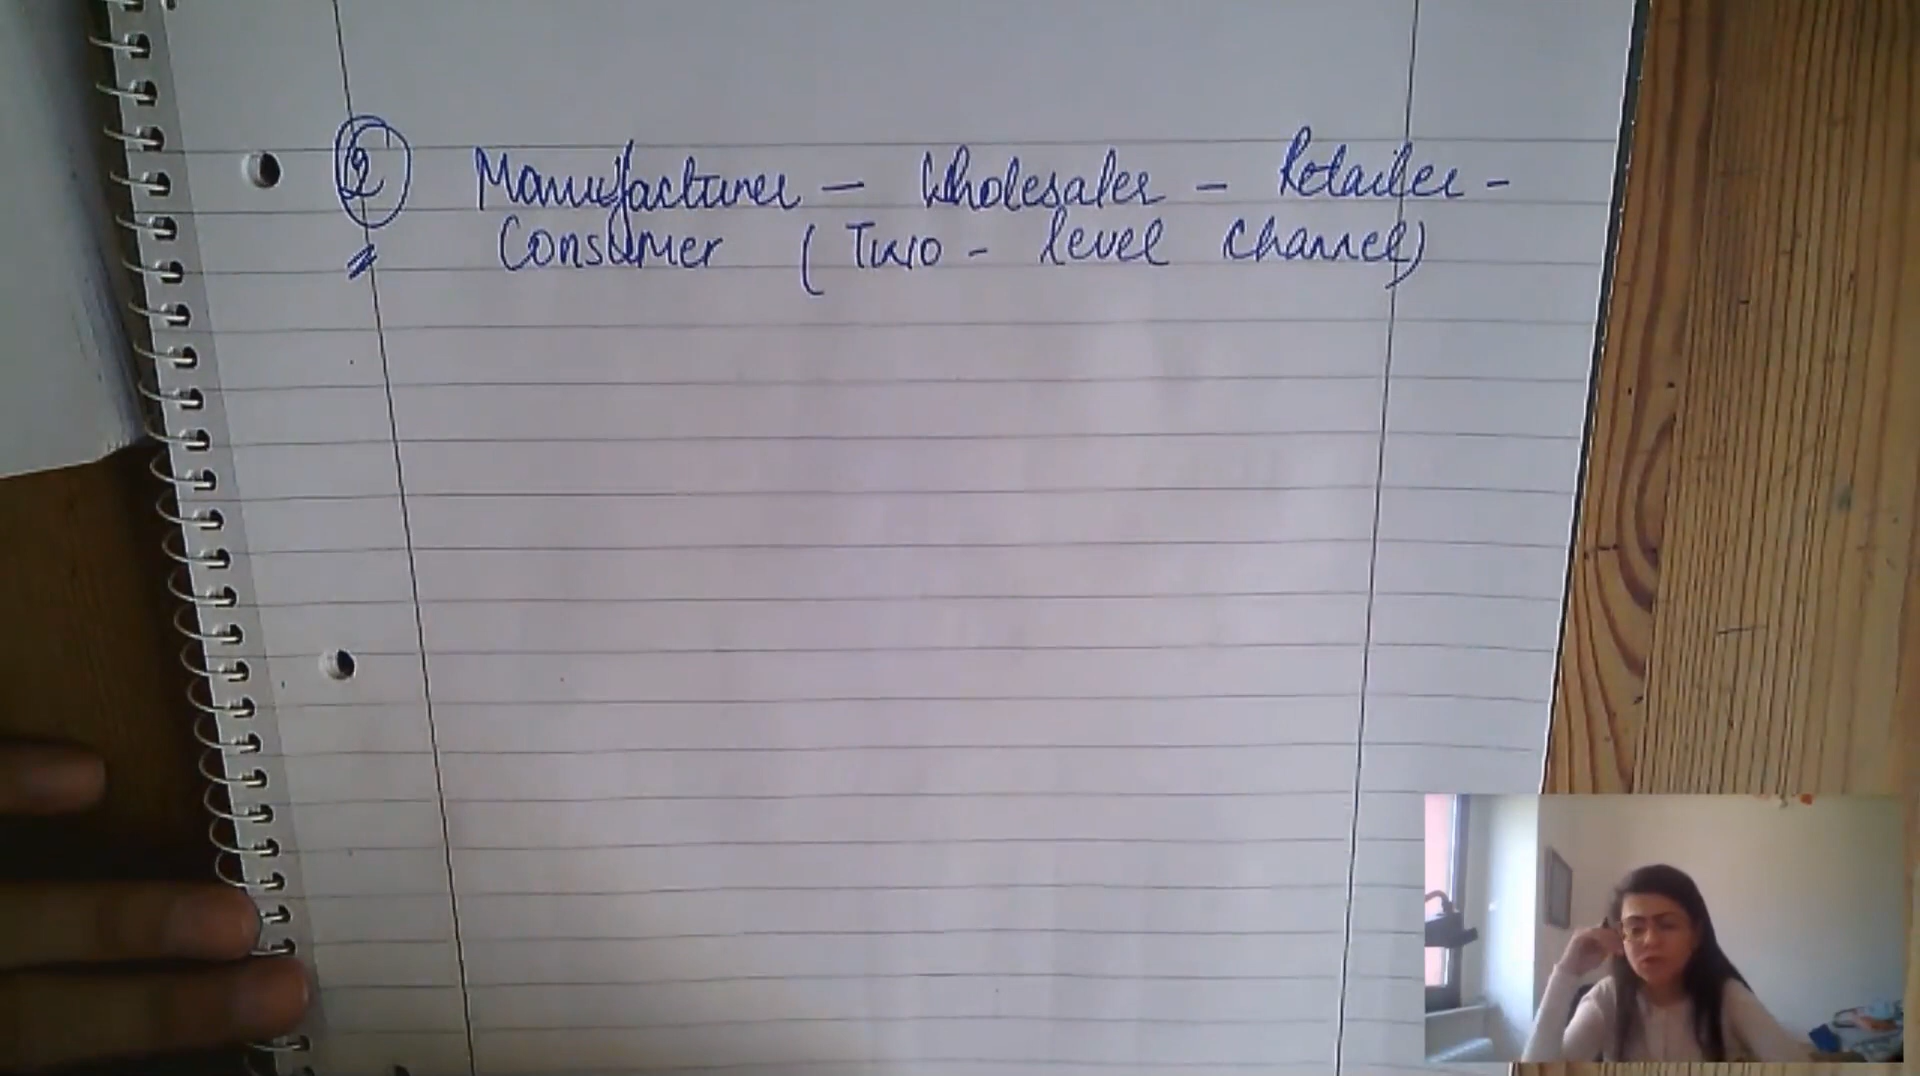 2 Manufacturer - Wholesaler - Retailer -
Consumer (Two - level channel)